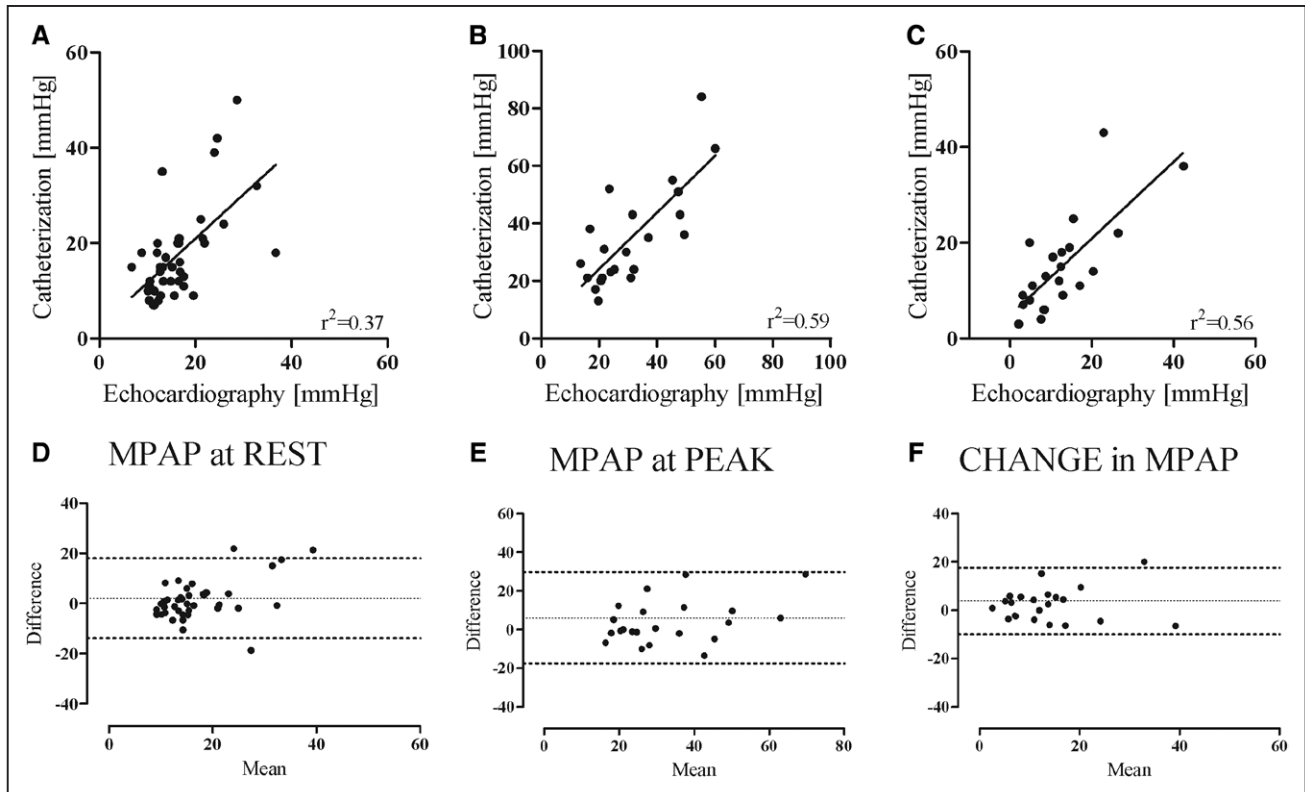 A
B
C
60
40
20
0
Catheterization [mmHg]
r²=0.37
0 20 40 60
Echocardiography [mmHg]
100
80
60
40
20
0
Catheterization [mmHg]
r²=0.59
0 20 40 60 80 100
Echocardiography [mmHg]
60
40
20
0
Catheterization [mmHg]
r²=0.56
0 20 40 60
Echocardiography [mmHg]
D MPAP at REST
E MPAP at PEAK
F CHANGE in MPAP
40
20
0
-20
-40
Difference
0 20 40 60
Mean
60
40
20
0
-20
-40
Difference
0 20 40 60 80
Mean
40
20
0
-20
-40
Difference
0 20 40 60
Mean